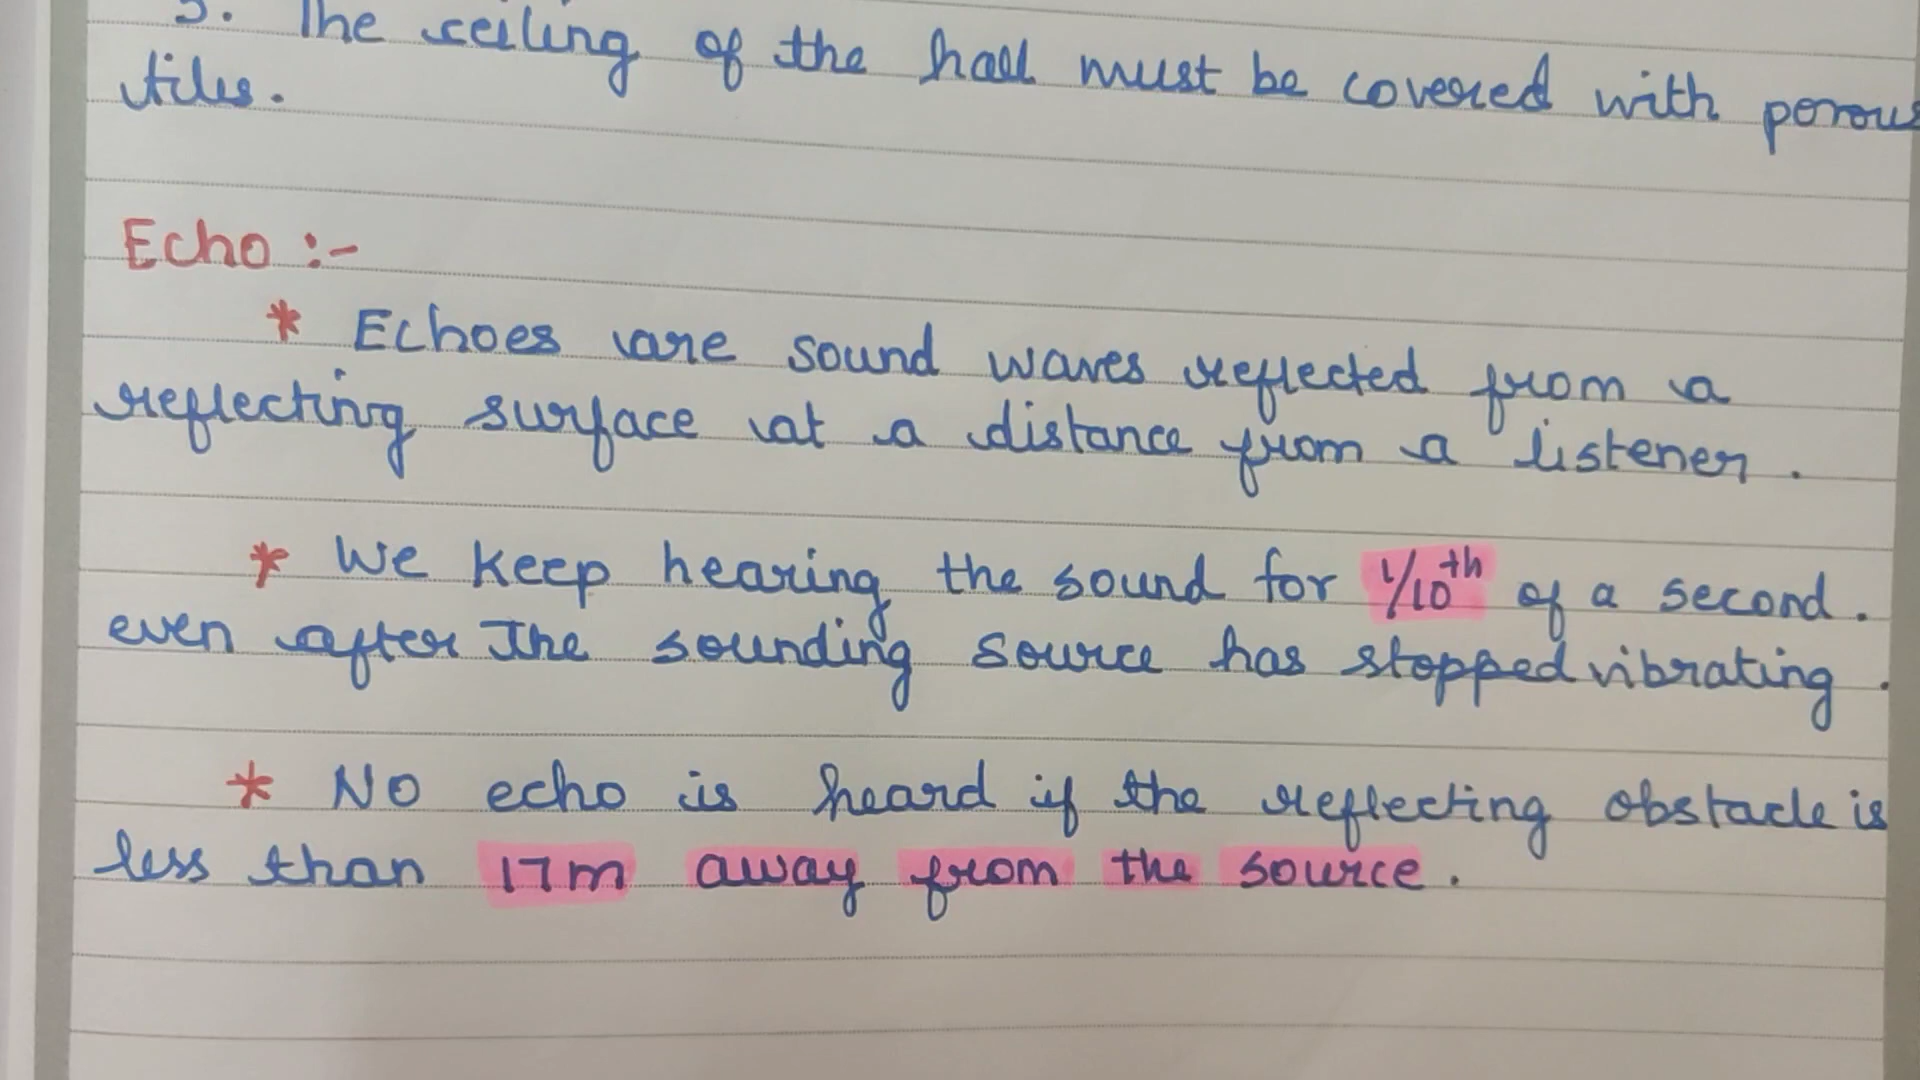 3. The ceiling of the hall must be covered with porous
tiles.
Echo :-
* Echoes are sound waves reflected from a
reflecting surface at a distance from a listener.
* We keep hearing the sound for 1/10th of a second.
even after The sounding source has stopped vibrating.
* No echo is heard if the reflecting obstacle is
less than 17m away from the source.